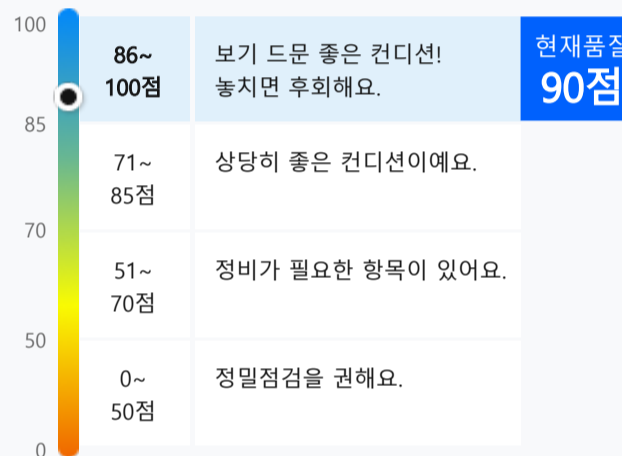 100
86~
100점
보기 드문 좋은 컨디션!
놓치면 후회해요.
현재품질
90점
85
71~
85점
상당히 좋은 컨디션이예요.
70
51~
70점
정비가 필요한 항목이 있어요.
50
0~
50점
정밀점검을 권해요.
0